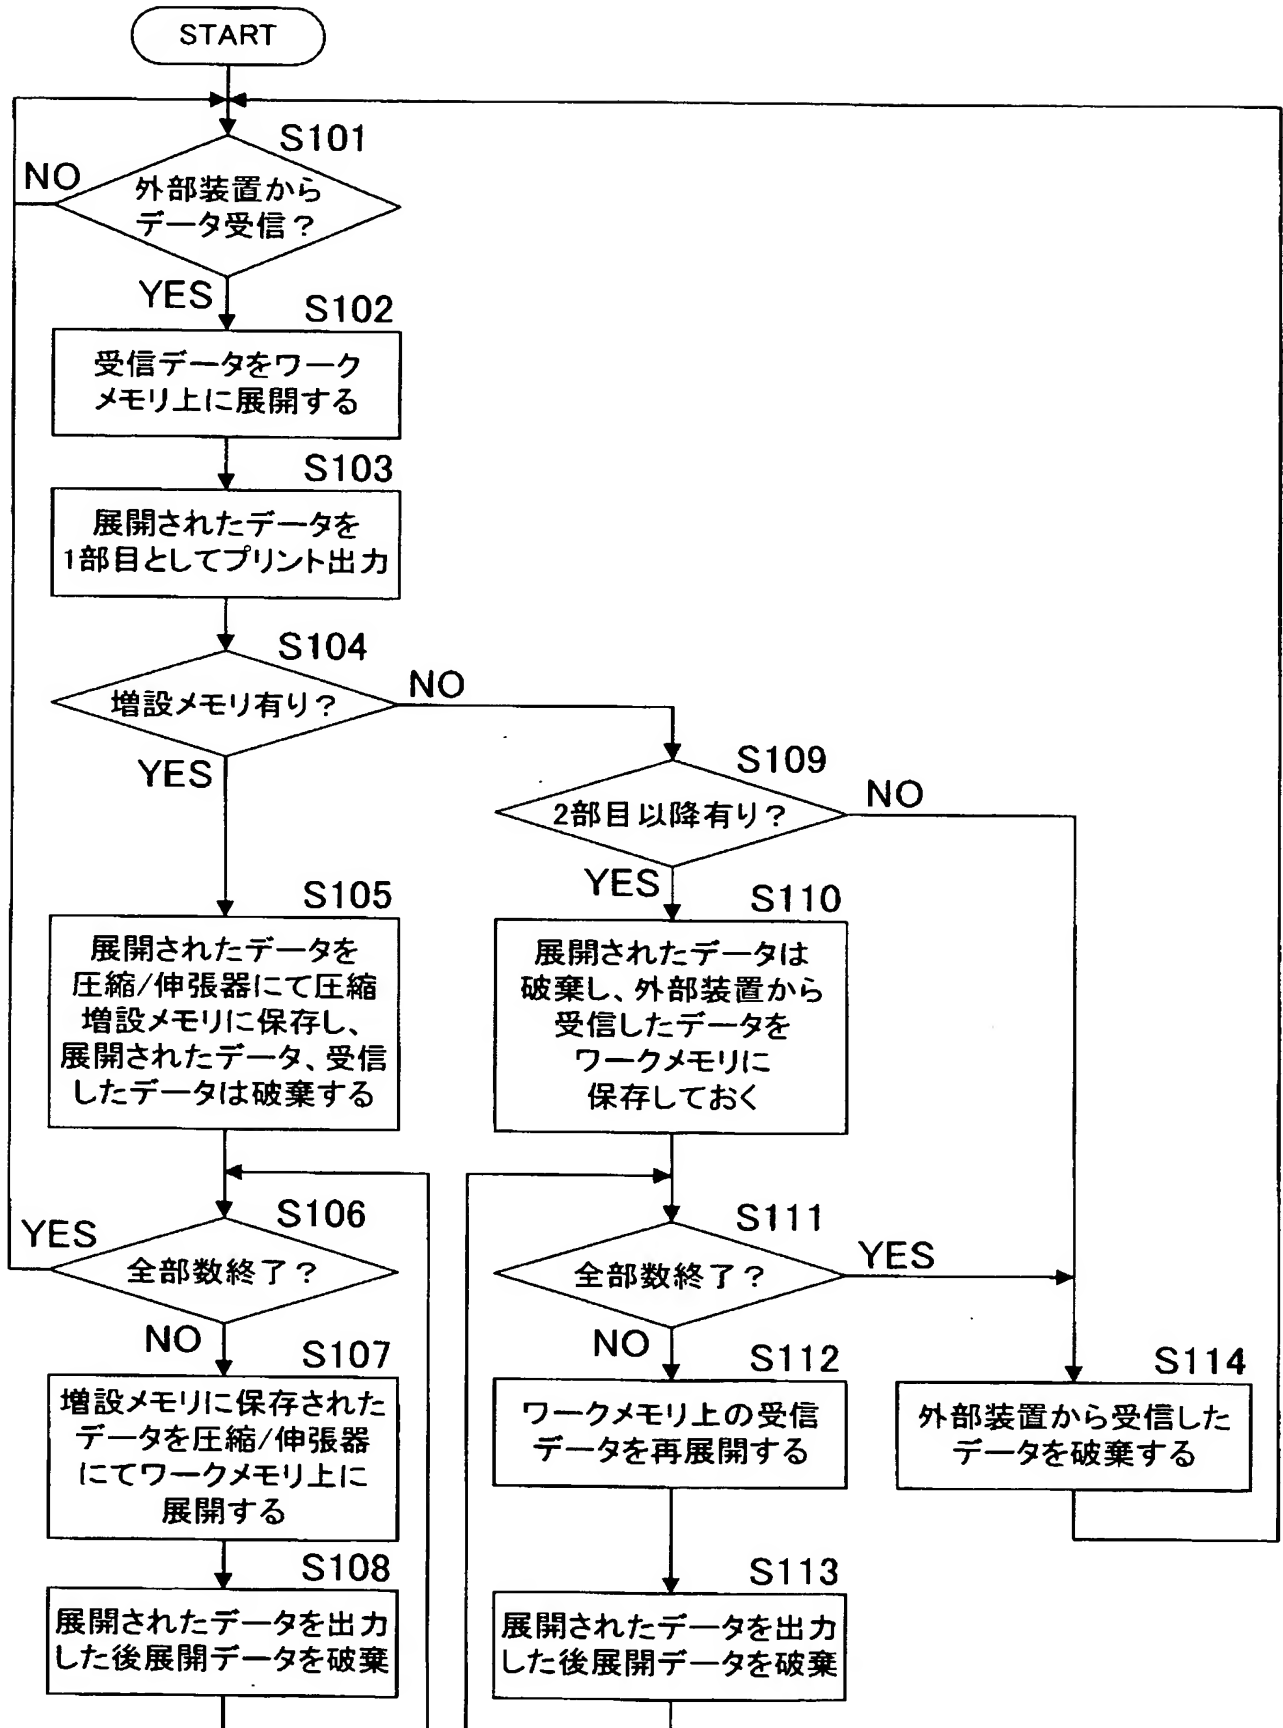 START
S101
NO
外部装置から
データ受信？
YES
S102
受信データをワーク
メモリ上に展開する
S103
展開されたデータを
1部目としてプリント出力
S104
増設メモリ有り？
NO
YES
S109
2部目以降有り？
NO
YES
S105
展開されたデータを
圧縮/伸張器にて圧縮
増設メモリに保存し、
展開されたデータ、受信
したデータは破棄する
S110
展開されたデータは
破棄し、外部装置から
受信したデータを
ワークメモリに
保存しておく
S106
YES
全部数終了？
NO
S111
全部数終了？
YES
NO
S107
増設メモリに保存された
データを圧縮/伸張器
にてワークメモリ上に
展開する
S112
ワークメモリ上の受信
データを再展開する
S114
外部装置から受信した
データを破棄する
S108
展開されたデータを出力
した後展開データを破棄
S113
展開されたデータを出力
した後展開データを破棄